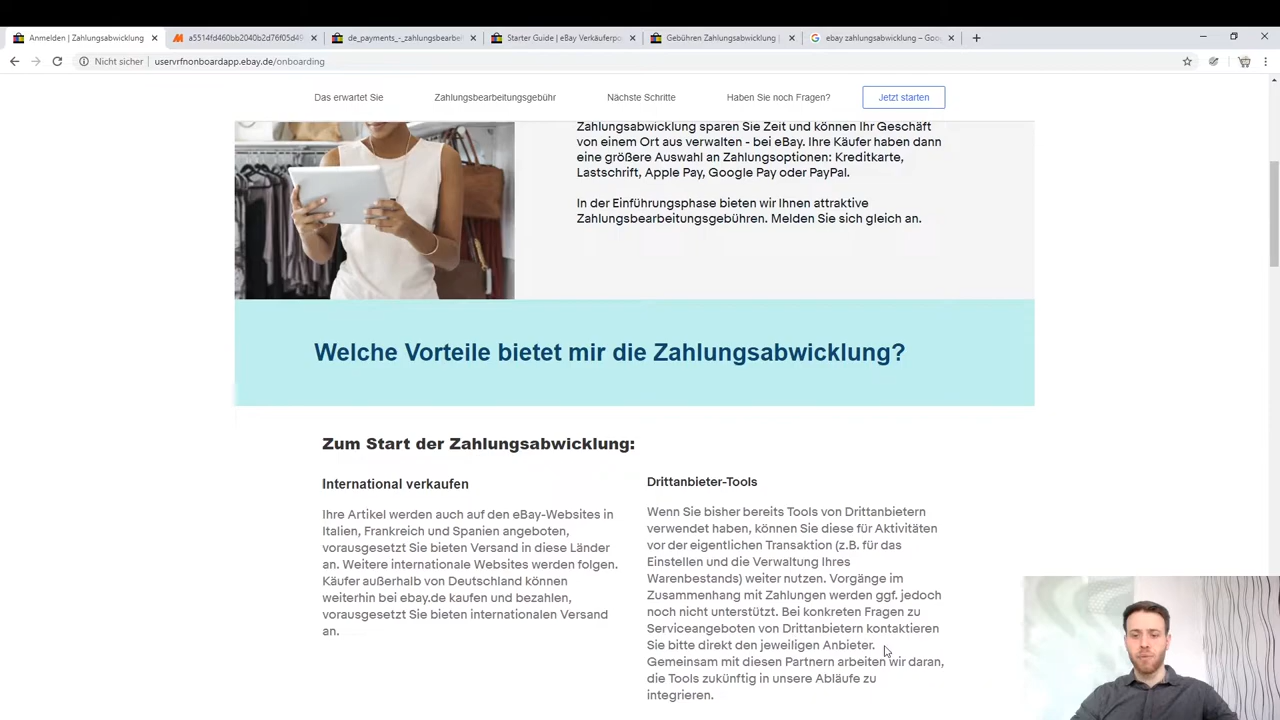 Anmelden | Zahlungsabwicklung
a5514fd460bb2040b2d76f05d49
de_payments_-_zahlungsbearbei
Starter Guide | eBay Verkäuferpo
Gebühren Zahlungsabwicklung |
ebay zahlungsabwicklung – Goo
Nicht sicher
uservrfnonboardapp.ebay.de/onboarding
Das erwartet Sie
Zahlungsbearbeitungsgebühr
Nächste Schritte
Haben Sie noch Fragen?
Jetzt starten
Zahlungsabwicklung sparen Sie Zeit und können Ihr Geschäft
von einem Ort aus verwalten - bei eBay. Ihre Käufer haben dann
eine größere Auswahl an Zahlungsoptionen: Kreditkarte,
Lastschrift, Apple Pay, Google Pay oder PayPal.
In der Einführungsphase bieten wir Ihnen attraktive
Zahlungsbearbeitungsgebühren. Melden Sie sich gleich an.
Welche Vorteile bietet mir die Zahlungsabwicklung?
Zum Start der Zahlungsabwicklung:
International verkaufen
Ihre Artikel werden auch auf den eBay-Websites in
Italien, Frankreich und Spanien angeboten,
vorausgesetzt Sie bieten Versand in diese Länder
an. Weitere internationale Websites werden folgen.
Käufer außerhalb von Deutschland können
weiterhin bei ebay.de kaufen und bezahlen,
vorausgesetzt Sie bieten internationalen Versand
an.
Drittanbieter-Tools
Wenn Sie bisher bereits Tools von Drittanbietern
verwendet haben, können Sie diese für Aktivitäten
vor der eigentlichen Transaktion (z.B. für das
Einstellen und die Verwaltung Ihres
Warenbestands) weiter nutzen. Vorgänge im
Zusammenhang mit Zahlungen werden ggf. jedoch
noch nicht unterstützt. Bei konkreten Fragen zu
Serviceangeboten von Drittanbietern kontaktieren
Sie bitte direkt den jeweiligen Anbieter.
Gemeinsam mit diesen Partnern arbeiten wir daran,
die Tools zukünftig in unsere Abläufe zu
integrieren.